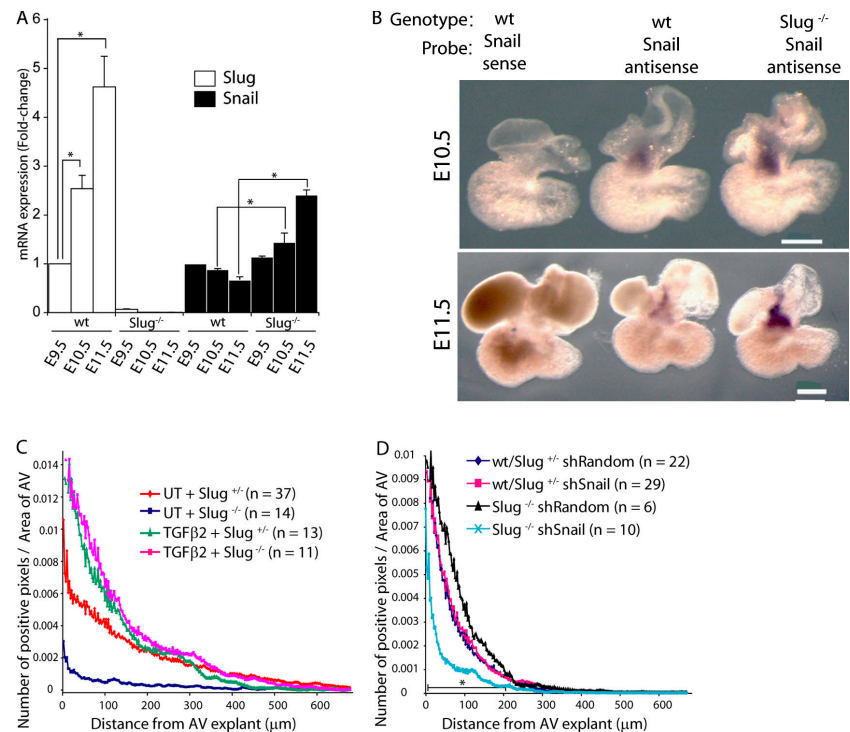 A
mRNA expression (Fold-change)
6
5
4
3
2
1
0
*
*
*
*
Slug
Snail
wt
Slug-/-
wt
Slug-/-
E9.5
E10.5
E11.5
E9.5
E10.5
E11.5
E9.5
E10.5
E11.5
E9.5
E10.5
E11.5
B
Genotype: wt wt Slug -/-
Probe: Snail Snail Snail
sense antisense antisense
E10.5
E11.5
C
Number of positive pixels / Area of AV
0.014
0.012
0.01
0.008
0.006
0.004
0.002
0
UT + Slug +/- (n = 37)
UT + Slug -/- (n = 14)
TGFβ2 + Slug +/- (n = 13)
TGFβ2 + Slug -/- (n = 11)
0 100 200 300 400 500 600
Distance from AV explant (μm)
D
Number of positive pixels / Area of AV
0.01
0.009
0.008
0.007
0.006
0.005
0.004
0.003
0.002
0.001
0
wt/Slug +/- shRandom (n = 22)
wt/Slug +/- shSnail (n = 29)
Slug -/- shRandom (n = 6)
Slug -/- shSnail (n = 10)
*
0 100 200 300 400 500 600
Distance from AV explant (μm)